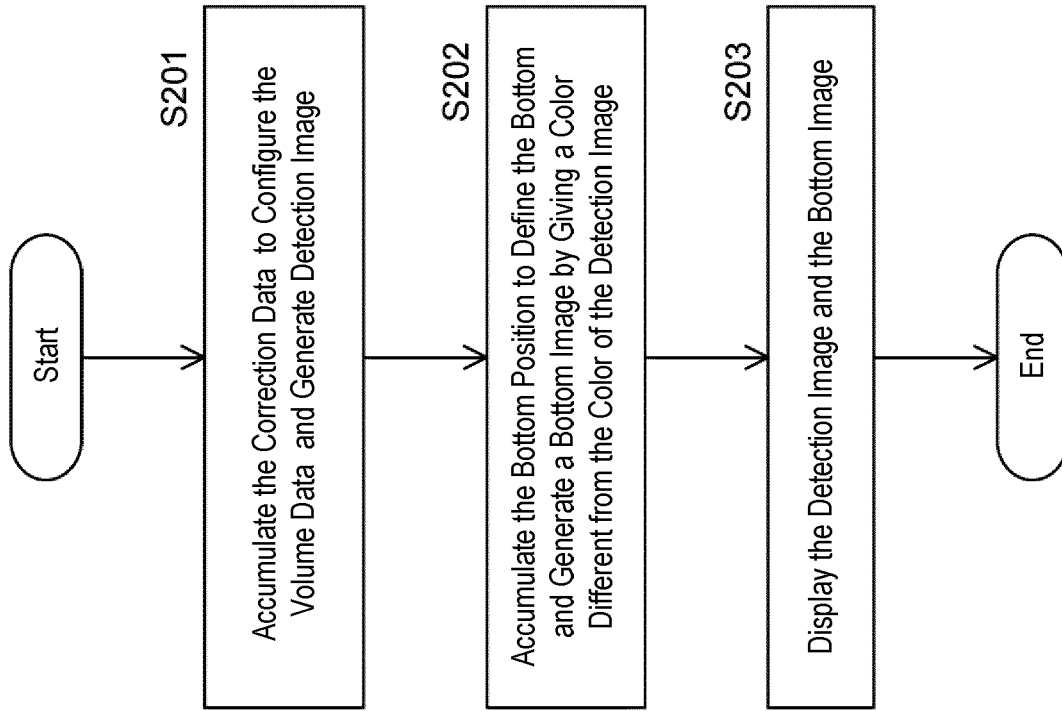 Start
S201
Accumulate the Correction Data to Configure the
Volume Data and Generate Detection Image
S202
Accumulate the Bottom Position to Define the Bottom
and Generate a Bottom Image by Giving a Color
Different from the Color of the Detection Image
S203
Display the Detection Image and the Bottom Image
End